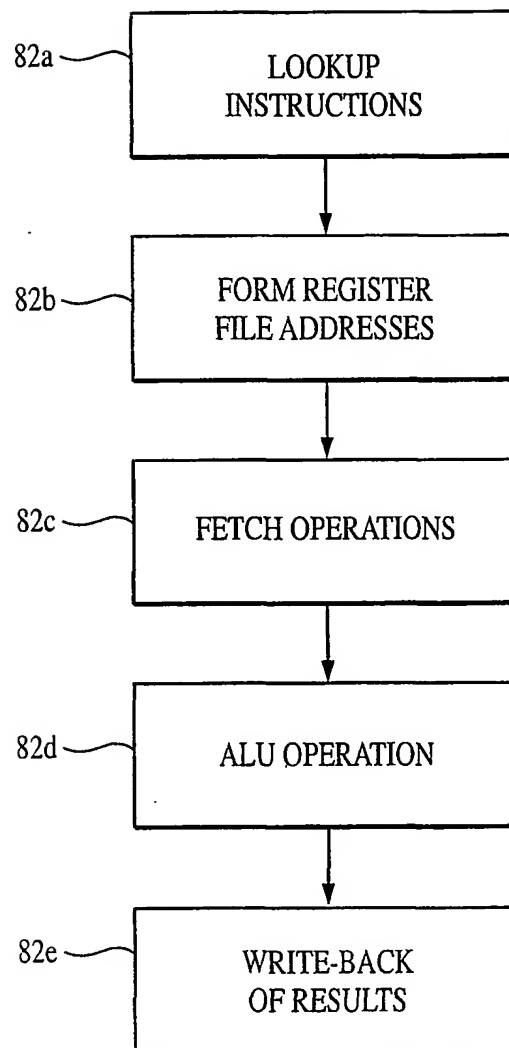 82a
LOOKUP
INSTRUCTIONS
82b
FORM REGISTER
FILE ADDRESSES
82c
FETCH OPERATIONS
82d
ALU OPERATION
82e
WRITE-BACK
OF RESULTS